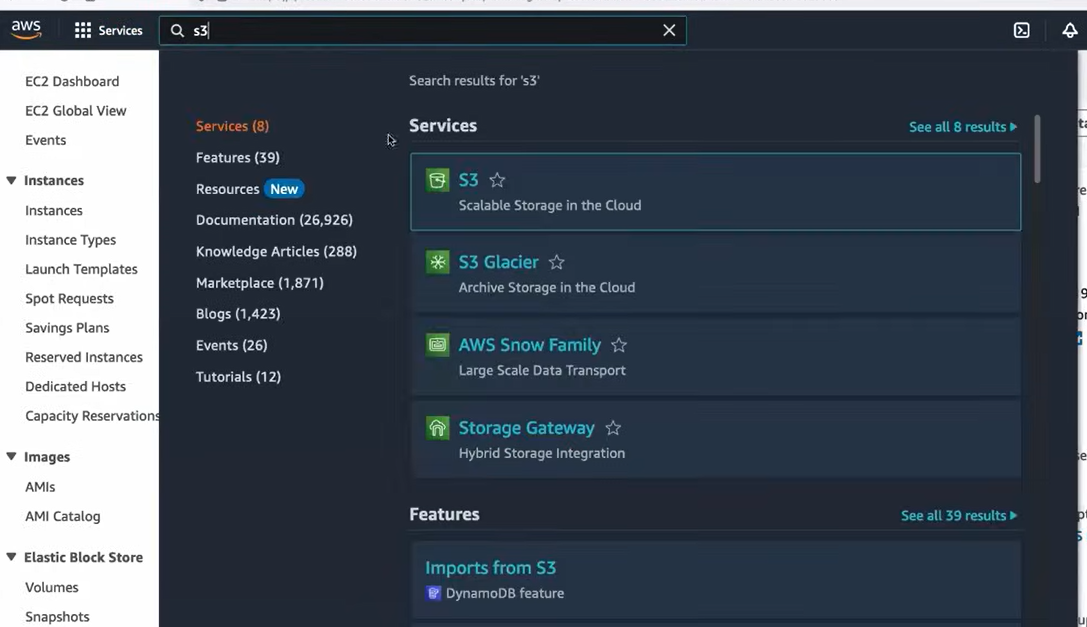 aws
Services
s3
EC2 Dashboard
EC2 Global View
Events
Instances
Instances
Instance Types
Launch Templates
Spot Requests
Savings Plans
Reserved Instances
Dedicated Hosts
Capacity Reservations
Images
AMIs
AMI Catalog
Elastic Block Store
Volumes
Snapshots
Search results for 's3'
Services (8)
Features (39)
Resources New
Documentation (26,926)
Knowledge Articles (288)
Marketplace (1,871)
Blogs (1,423)
Events (26)
Tutorials (12)
Services
See all 8 results
S3
Scalable Storage in the Cloud
S3 Glacier
Archive Storage in the Cloud
AWS Snow Family
Large Scale Data Transport
Storage Gateway
Hybrid Storage Integration
Features
See all 39 results
Imports from S3
DynamoDB feature